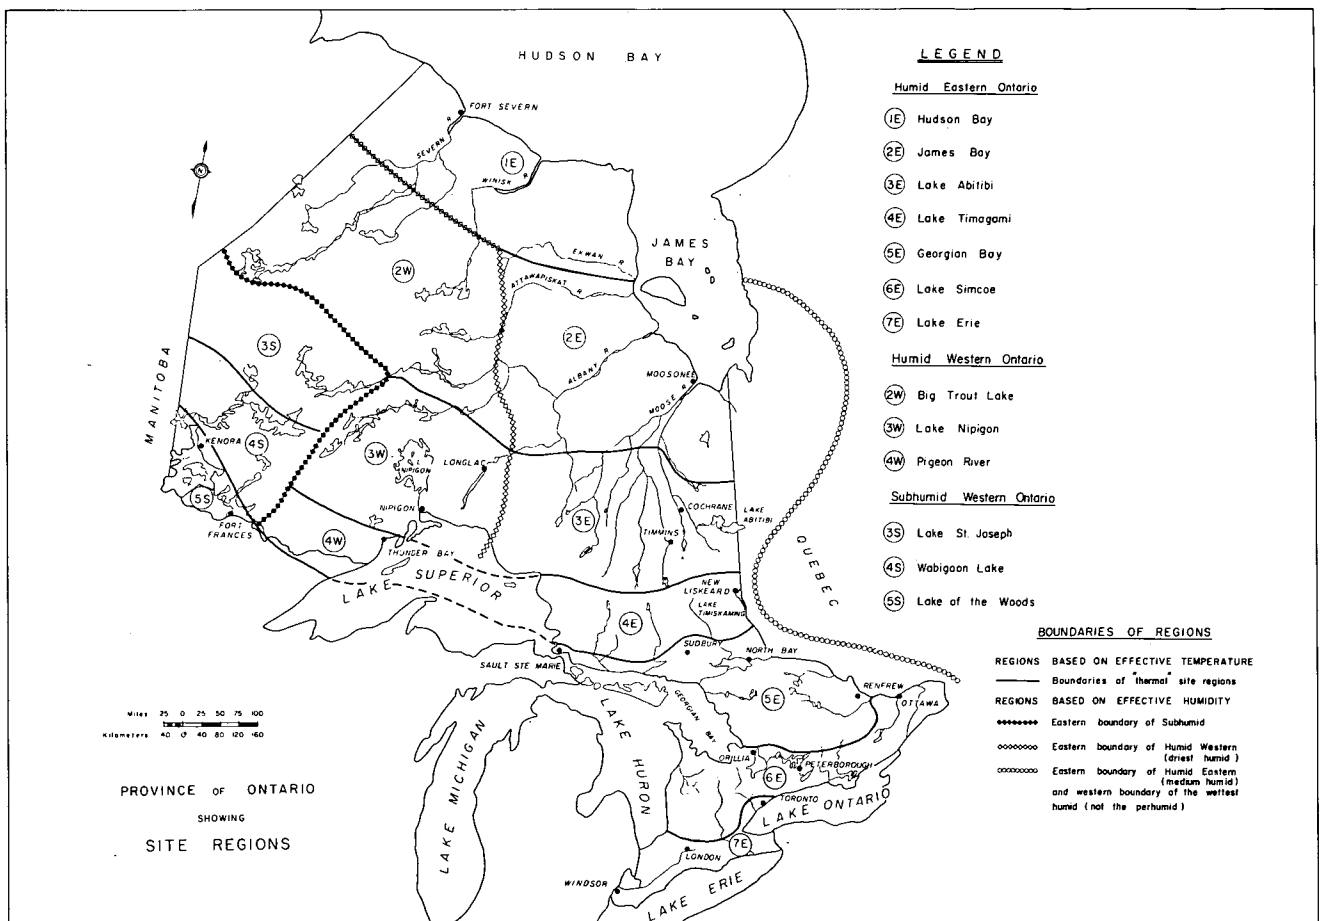 HUDSON BAY
FORT SEVERN
SEVERN R.
1E
WINISK R.
N
JAMES
BAY
EKWAN R.
2W
ATTAWAPISKAT R.
2E
3S
ALBANY R.
MOOSONEE
MOOSE R.
MANITOBA
KENORA
4S
3W
L.
NIPIGON
LONGLAC
5S
NIPIGON
FORT
FRANCES
4W
THUNDER BAY
3E
COCHRANE
LAKE
ABITIBI
TIMMINS
QUEBEC
LAKE SUPERIOR
NEW
LISKEARD
LAKE
TIMISKAMING
4E
SUDBURY
NORTH BAY
SAULT STE MARIE
5E
RENFREW
OTTAWA
GEORGIAN BAY
LAKE HURON
LAKE MICHIGAN
ORILLIA
PETERBOROUGH
6E
TORONTO
LAKE ONTARIO
7E
LONDON
WINDSOR
LAKE ERIE
Miles 25 0 25 50 75 100
Kilometers 40 0 40 80 120 160
PROVINCE OF ONTARIO
SHOWING
SITE REGIONS
LEGEND
Humid Eastern Ontario
1E Hudson Bay
2E James Bay
3E Lake Abitibi
4E Lake Timagami
5E Georgian Bay
6E Lake Simcoe
7E Lake Erie
Humid Western Ontario
2W Big Trout Lake
3W Lake Nipigon
4W Pigeon River
Subhumid Western Ontario
3S Lake St. Joseph
4S Wabigoon Lake
5S Lake of the Woods
BOUNDARIES OF REGIONS
REGIONS BASED ON EFFECTIVE TEMPERATURE
Boundaries of "thermal" site regions
REGIONS BASED ON EFFECTIVE HUMIDITY
Eastern boundary of Subhumid
Eastern boundary of Humid Western
(driest humid)
Eastern boundary of Humid Eastern
(medium humid)
and western boundary of the wettest
humid (not the perhumid)